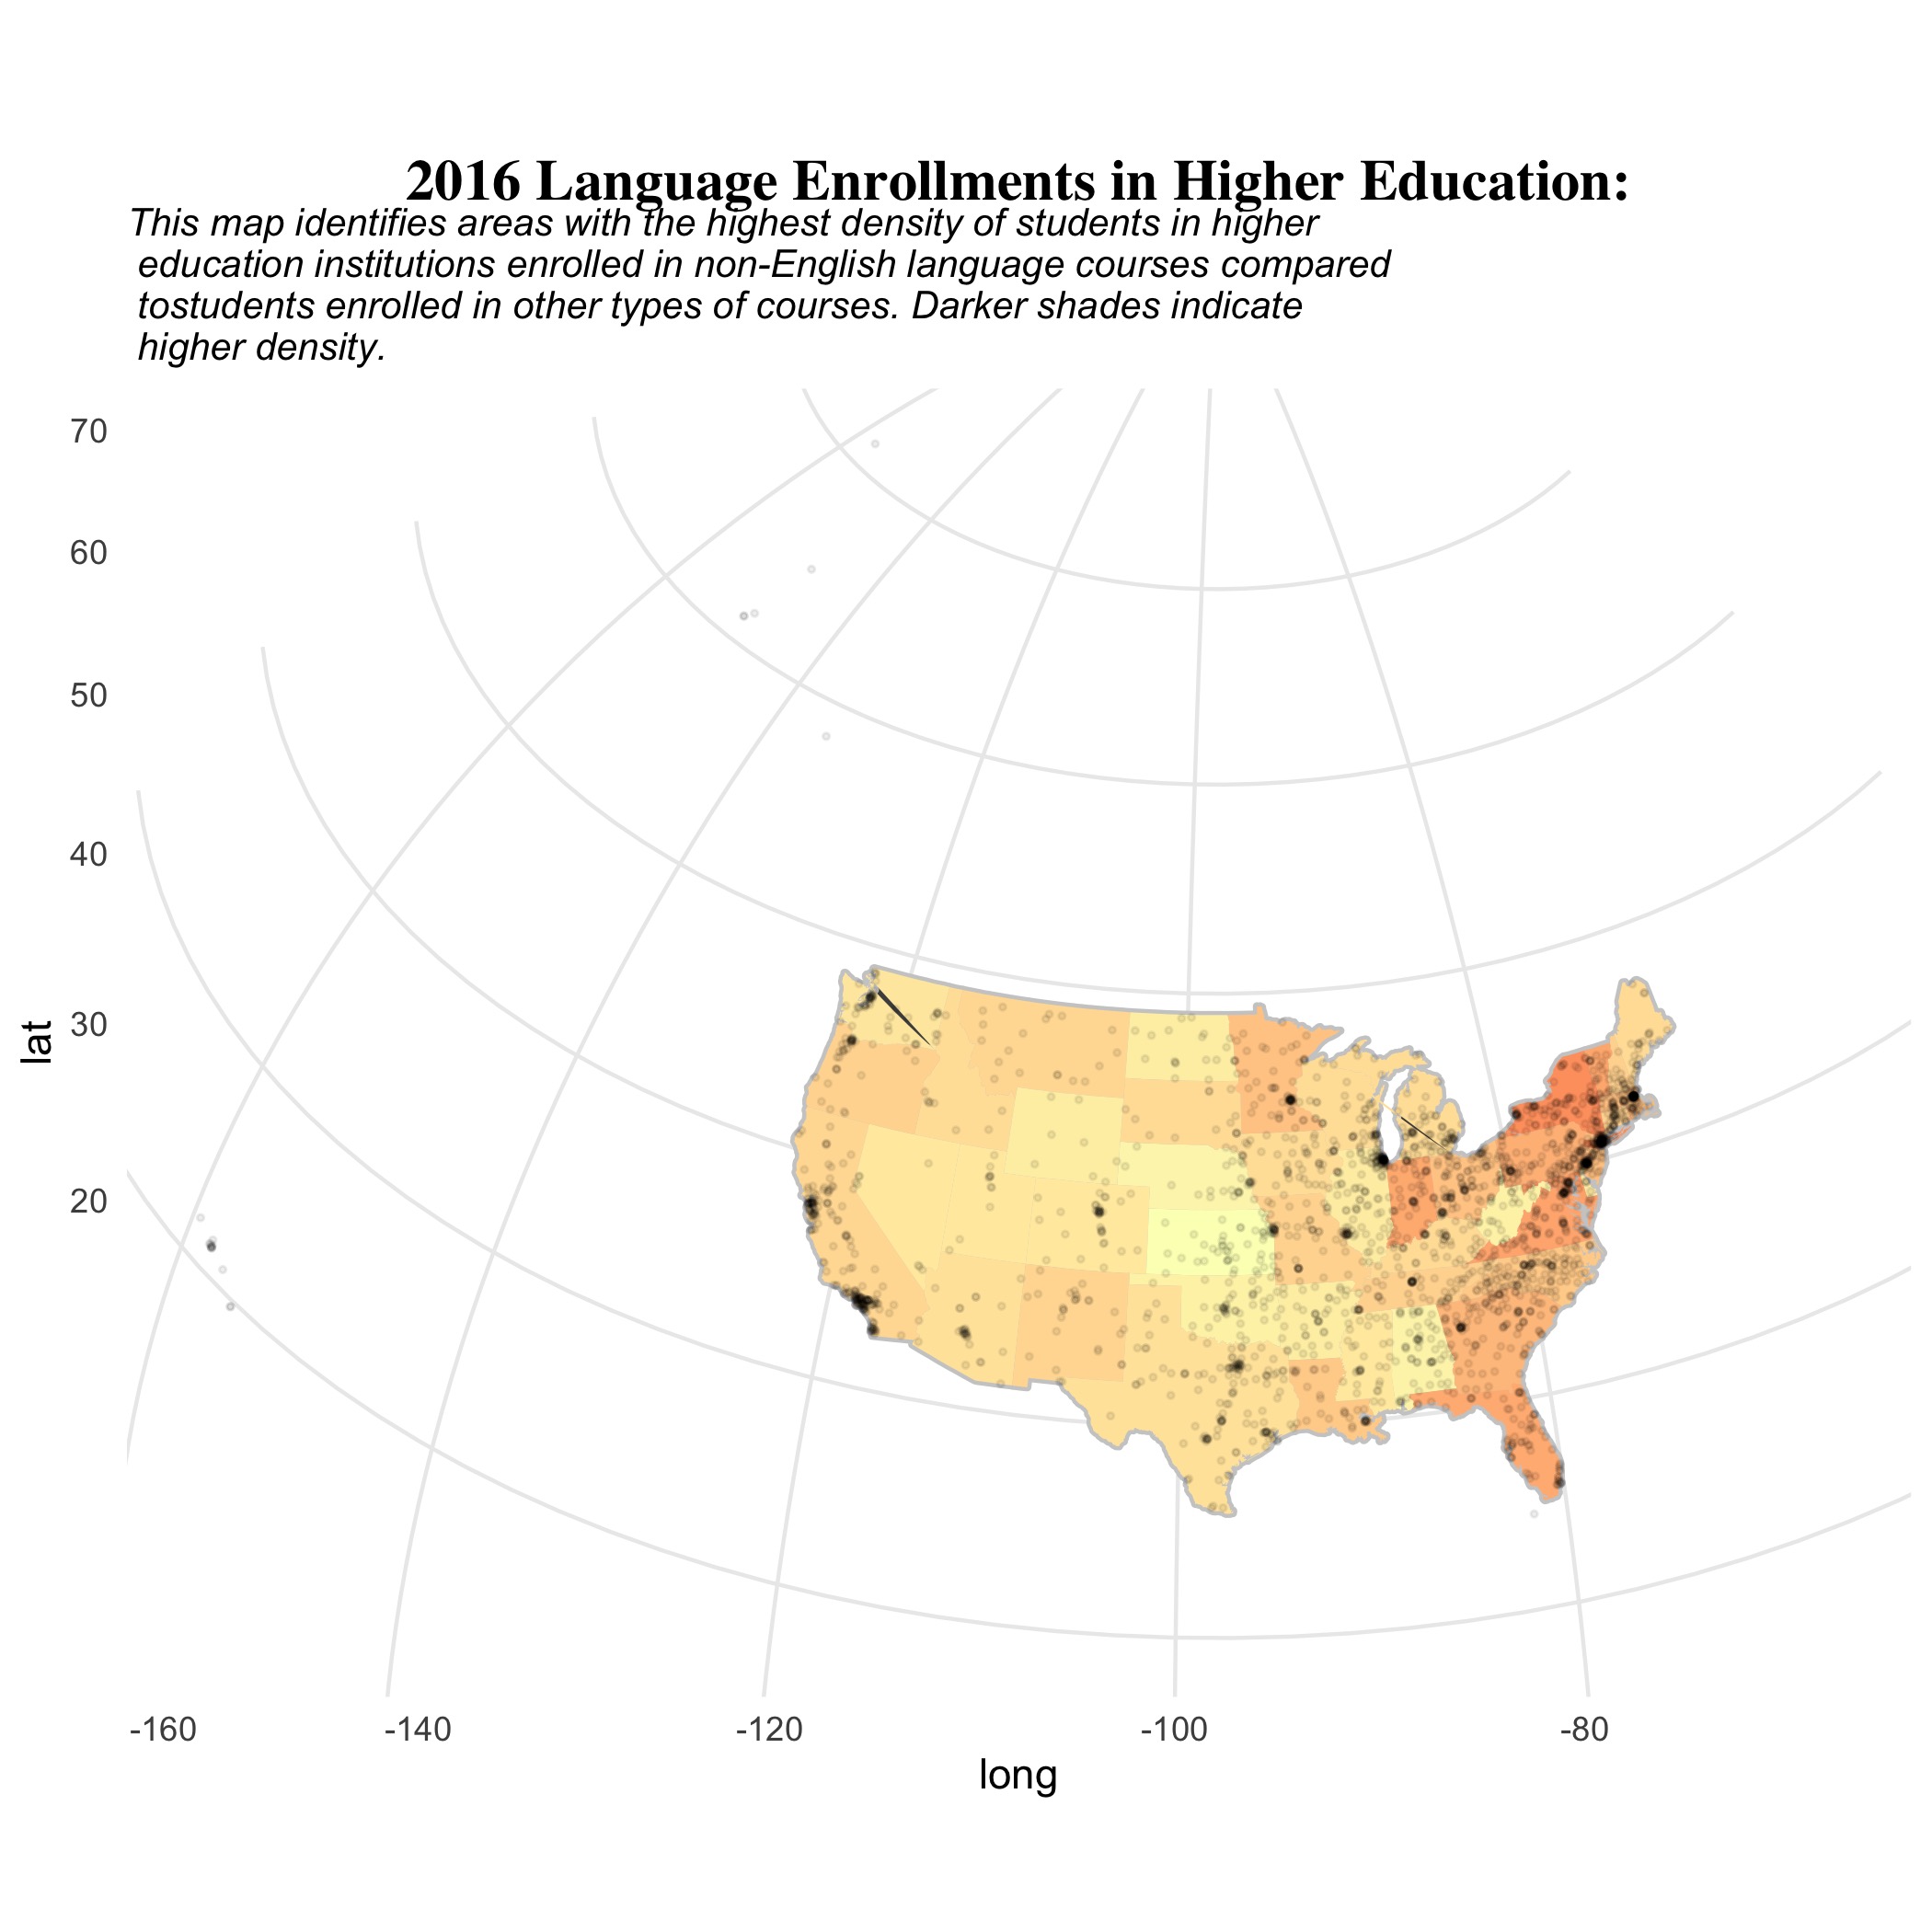 2016 Language Enrollments in Higher Education:
This map identifies areas with the highest density of students in higher
education institutions enrolled in non-English language courses compared
tostudents enrolled in other types of courses. Darker shades indicate
higher density.
70
60
50
40
30
20
lat
-160 -140 -120 -100 -80
long